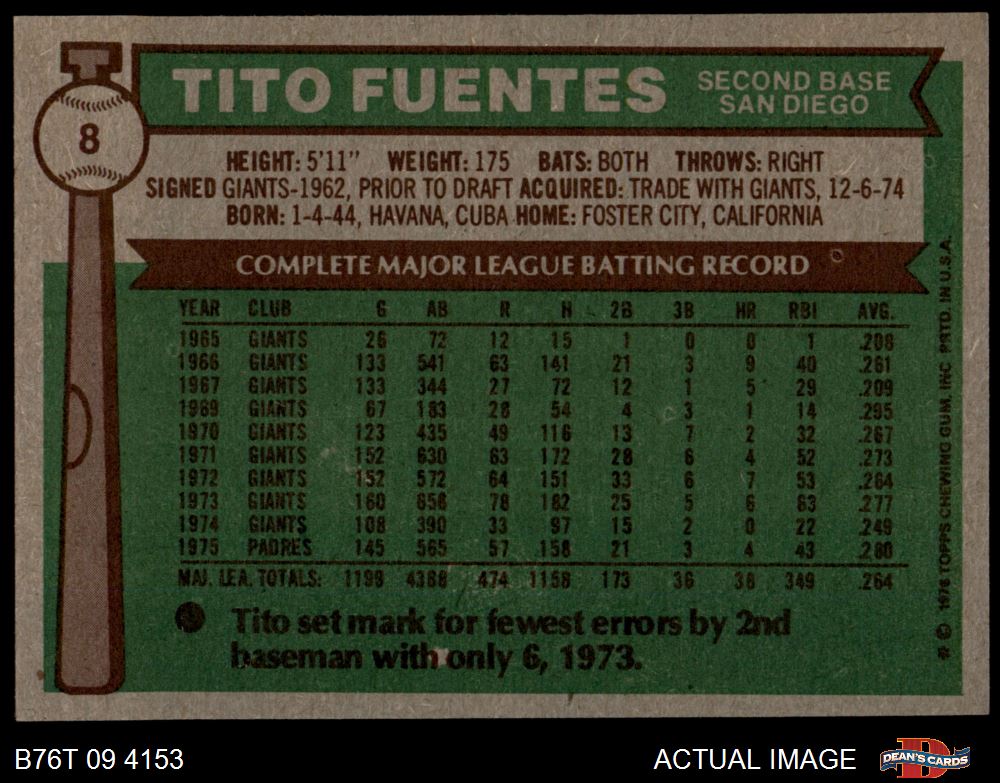 TITO FUENTES
SECOND BASE
SAN DIEGO
8
HEIGHT: 5'11" WEIGHT: 175 BATS: BOTH THROWS: RIGHT
SIGNED GIANTS-1962, PRIOR TO DRAFT ACQUIRED: TRADE WITH GIANTS, 12-6-74
BORN: 1-4-44, HAVANA, CUBA HOME: FOSTER CITY, CALIFORNIA
COMPLETE MAJOR LEAGUE BATTING RECORD
YEAR CLUB G AB R H 2B 3B HR RBI AVG.
1965 GIANTS 26 72 12 15 1 0 0 1 .208
1966 GIANTS 133 541 63 141 21 3 9 40 .261
1967 GIANTS 133 344 27 72 12 1 5 29 .209
1969 GIANTS 67 183 28 54 4 3 1 14 .295
1970 GIANTS 123 435 49 116 13 7 2 32 .267
1971 GIANTS 152 630 63 172 28 6 4 52 .273
1972 GIANTS 152 572 64 151 33 6 7 53 .264
1973 GIANTS 160 656 78 182 25 5 6 63 .277
1974 GIANTS 108 390 33 97 15 2 0 22 .249
1975 PADRES 145 565 57 158 21 3 4 43 .280
MAJ. LEA. TOTALS: 1199 4388 474 1158 173 36 38 349 .264
Tito set mark for fewest errors by 2nd
baseman with only 6, 1973.
© 1976 TOPPS CHEWING GUM, INC PRTD. IN U.S.A.
B76T 09 4153
ACTUAL IMAGE
DEAN'S CARDS